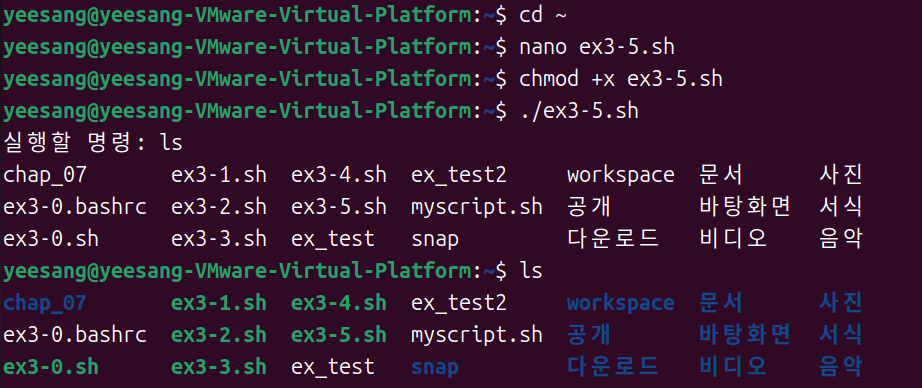 yeesang@yeesang-VMware-Virtual-Platform:~$ cd ~
yeesang@yeesang-VMware-Virtual-Platform:~$ nano ex3-5.sh
yeesang@yeesang-VMware-Virtual-Platform:~$ chmod +x ex3-5.sh
yeesang@yeesang-VMware-Virtual-Platform:~$ ./ex3-5.sh
실행할 명령: ls
chap_07 ex3-1.sh ex3-4.sh ex_test2 workspace 문서 사진
ex3-0.bashrc ex3-2.sh ex3-5.sh myscript.sh 공개 바탕화면 서식
ex3-0.sh ex3-3.sh ex_test snap 다운로드 비디오 음악
yeesang@yeesang-VMware-Virtual-Platform:~$ ls
chap_07 ex3-1.sh ex3-4.sh ex_test2 workspace 문서 사진
ex3-0.bashrc ex3-2.sh ex3-5.sh myscript.sh 공개 바탕화면 서식
ex3-0.sh ex3-3.sh ex_test snap 다운로드 비디오 음악